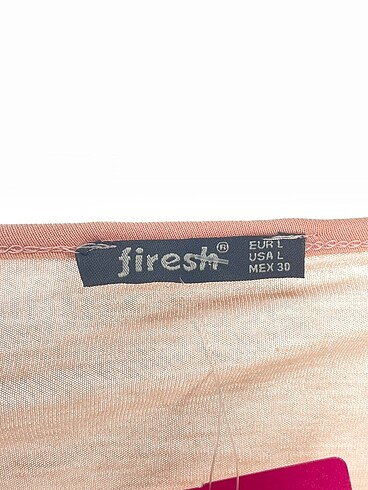 firesh®
EUR L
USA L
MEX 30